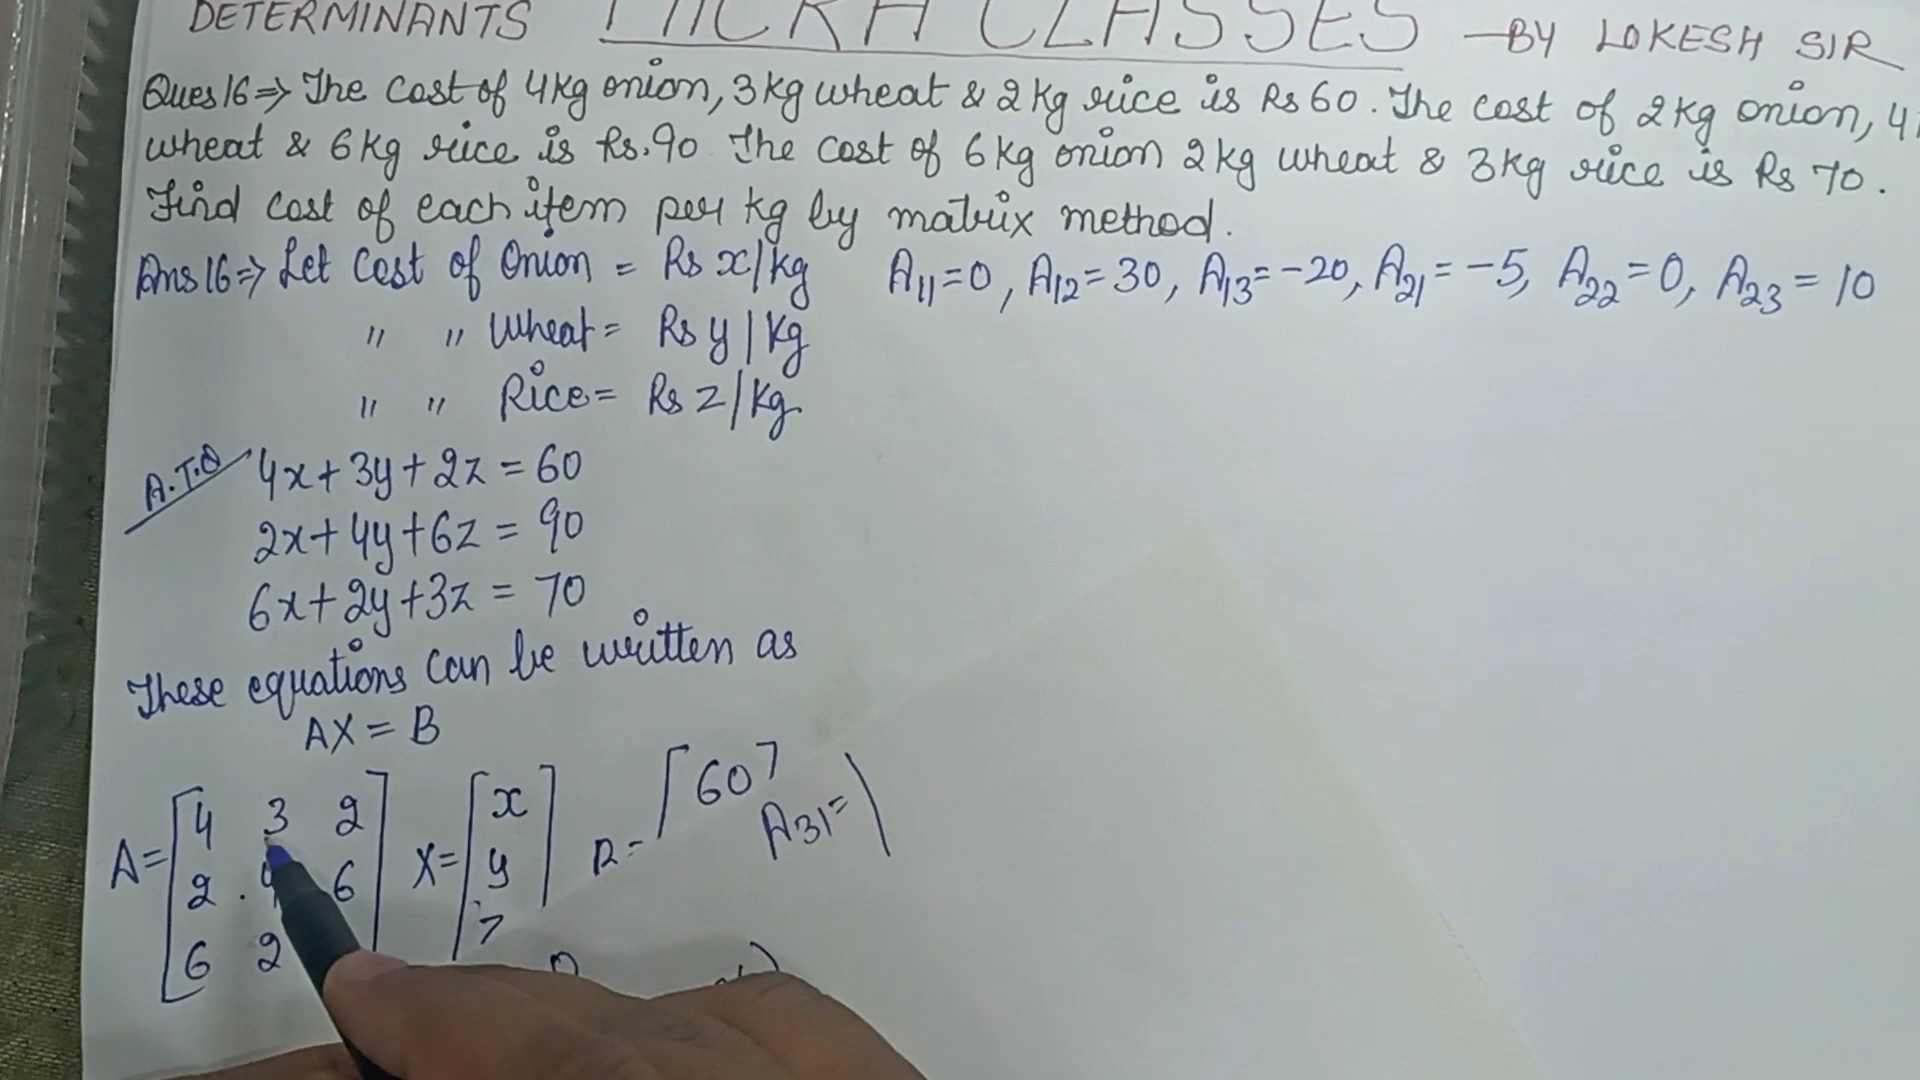 DETERMINANTS CLASSES -BY LOKESH SIR
Ques 16⇒ The cost of 4kg onion, 3kg wheat & 2kg rice is Rs 60. The cost of 2kg onion, 4
wheat & 6kg rice is Rs.90 The cost of 6kg onion 2kg wheat & 3kg rice is Rs 70.
Find cost of each item per kg by matrix method.
Ans 16⇒ Let Cost of Onion = Rs x/kg
" " Wheat = Rs y/kg
" " Rice = Rs z/kg
A.T.Q 4x+3y+2z = 60
2x+4y+6z = 90
6x+2y+3z = 70
These equations can be written as
AX = B
A= [4 3 2
2 4 6
6 2
X= [x
y
z
B= [60]
A₁₁=0, A₁₂=30, A₁₃=-20, A₂₁=-5, A₂₂=0, A₂₃=10
A₃₁=